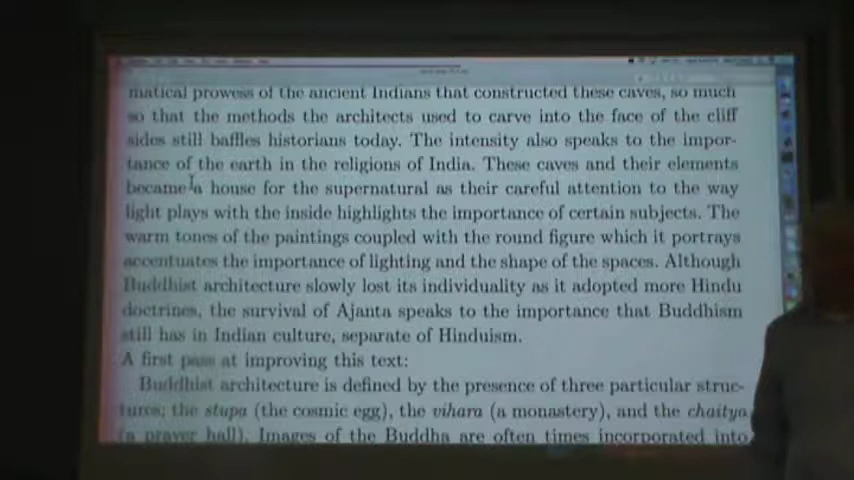 matical prowess of the ancient Indians that constructed these caves, so much
so that the methods the architects used to carve into the face of the cliff
sides still baffles historians today. The intensity also speaks to the impor-
tance of the earth in the religions of India. These caves and their elements
became a house for the supernatural as their careful attention to the way
light plays with the inside highlights the importance of certain subjects. The
warm tones of the paintings coupled with the round figure which it portrays
accentuates the importance of lighting and the shape of the spaces. Although
Buddhist architecture slowly lost its individuality as it adopted more Hindu
doctrines, the survival of Ajanta speaks to the importance that Buddhism
still has in Indian culture, separate of Hinduism.
A first pass at improving this text:
Buddhist architecture is defined by the presence of three particular struc-
tures; the stupa (the cosmic egg), the vihara (a monastery), and the chaitya
(a prayer hall). Images of the Buddha are often times incorporated into